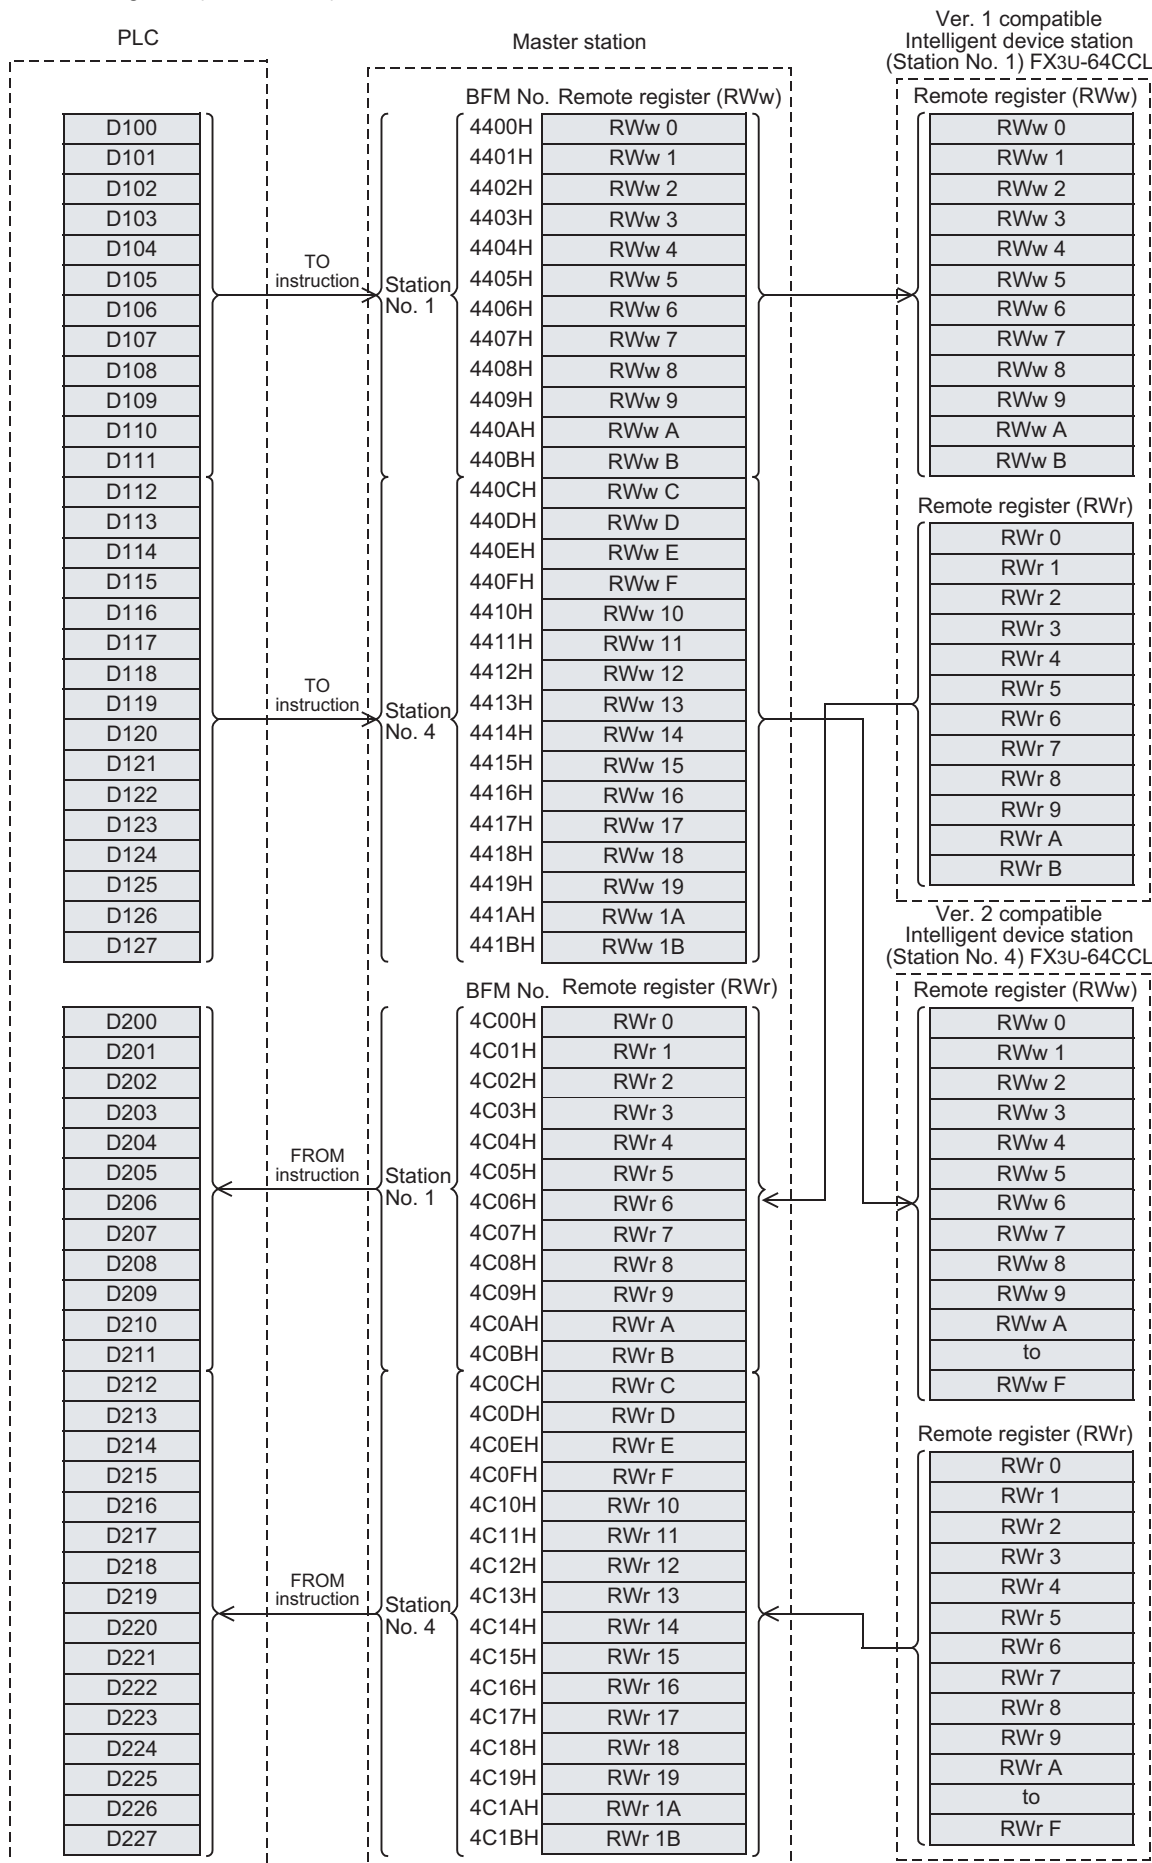 PLC
Master station
Ver. 1 compatible
Intelligent device station
(Station No. 1) FX3U-64CCL
BFM No. Remote register (RWw)
Remote register (RWw)
D100 4400H RWw 0 RWw 0
D101 4401H RWw 1 RWw 1
D102 4402H RWw 2 RWw 2
D103 4403H RWw 3 RWw 3
D104 4404H RWw 4 RWw 4
TO
instruction
Station
No. 1
D105 4405H RWw 5 RWw 5
D106 4406H RWw 6 RWw 6
D107 4407H RWw 7 RWw 7
D108 4408H RWw 8 RWw 8
D109 4409H RWw 9 RWw 9
D110 440AH RWw A RWw A
D111 440BH RWw B RWw B
D112 440CH RWw C
Remote register (RWr)
D113 440DH RWw D RWr 0
D114 440EH RWw E RWr 1
D115 440FH RWw F RWr 2
D116 4410H RWw 10 RWr 3
D117 4411H RWw 11 RWr 4
D118 4412H RWw 12 RWr 5
TO
instruction
Station
No. 4
D119 4413H RWw 13 RWr 6
D120 4414H RWw 14 RWr 7
D121 4415H RWw 15 RWr 8
D122 4416H RWw 16 RWr 9
D123 4417H RWw 17 RWr A
D124 4418H RWw 18 RWr B
D125 4419H RWw 19
D126 441AH RWw 1A
D127 441BH RWw 1B
Ver. 2 compatible
Intelligent device station
(Station No. 4) FX3U-64CCL
BFM No. Remote register (RWr)
Remote register (RWw)
D200 4C00H RWr 0 RWw 0
D201 4C01H RWr 1 RWw 1
D202 4C02H RWr 2 RWw 2
D203 4C03H RWr 3 RWw 3
D204 4C04H RWr 4 RWw 4
FROM
instruction
Station
No. 1
D205 4C05H RWr 5 RWw 5
D206 4C06H RWr 6 RWw 6
D207 4C07H RWr 7 RWw 7
D208 4C08H RWr 8 RWw 8
D209 4C09H RWr 9 RWw 9
D210 4C0AH RWr A RWw A
D211 4C0BH RWr B to
D212 4C0CH RWr C RWw F
D213 4C0DH RWr D
Remote register (RWr)
D214 4C0EH RWr E RWr 0
D215 4C0FH RWr F RWr 1
D216 4C10H RWr 10 RWr 2
D217 4C11H RWr 11 RWr 3
D218 4C12H RWr 12 RWr 4
FROM
instruction
Station
No. 4
D219 4C13H RWr 13 RWr 5
D220 4C14H RWr 14 RWr 6
D221 4C15H RWr 15 RWr 7
D222 4C16H RWr 16 RWr 8
D223 4C17H RWr 17 RWr 9
D224 4C18H RWr 18 RWr A
D225 4C19H RWr 19 to
D226 4C1AH RWr 1A RWr F
D227 4C1BH RWr 1B